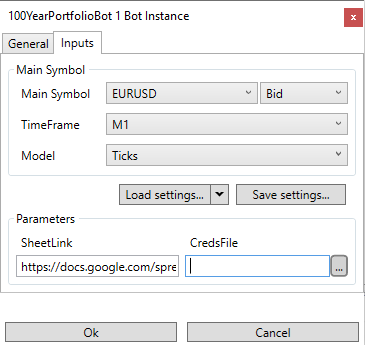 100YearPortfolioBot 1 Bot Instance x
General Inputs
Main Symbol
Main Symbol EURUSD Bid
TimeFrame M1
Model Ticks
Load settings... Save settings...
Parameters
SheetLink CredsFile
https://docs.google.com/spre ...
Ok Cancel